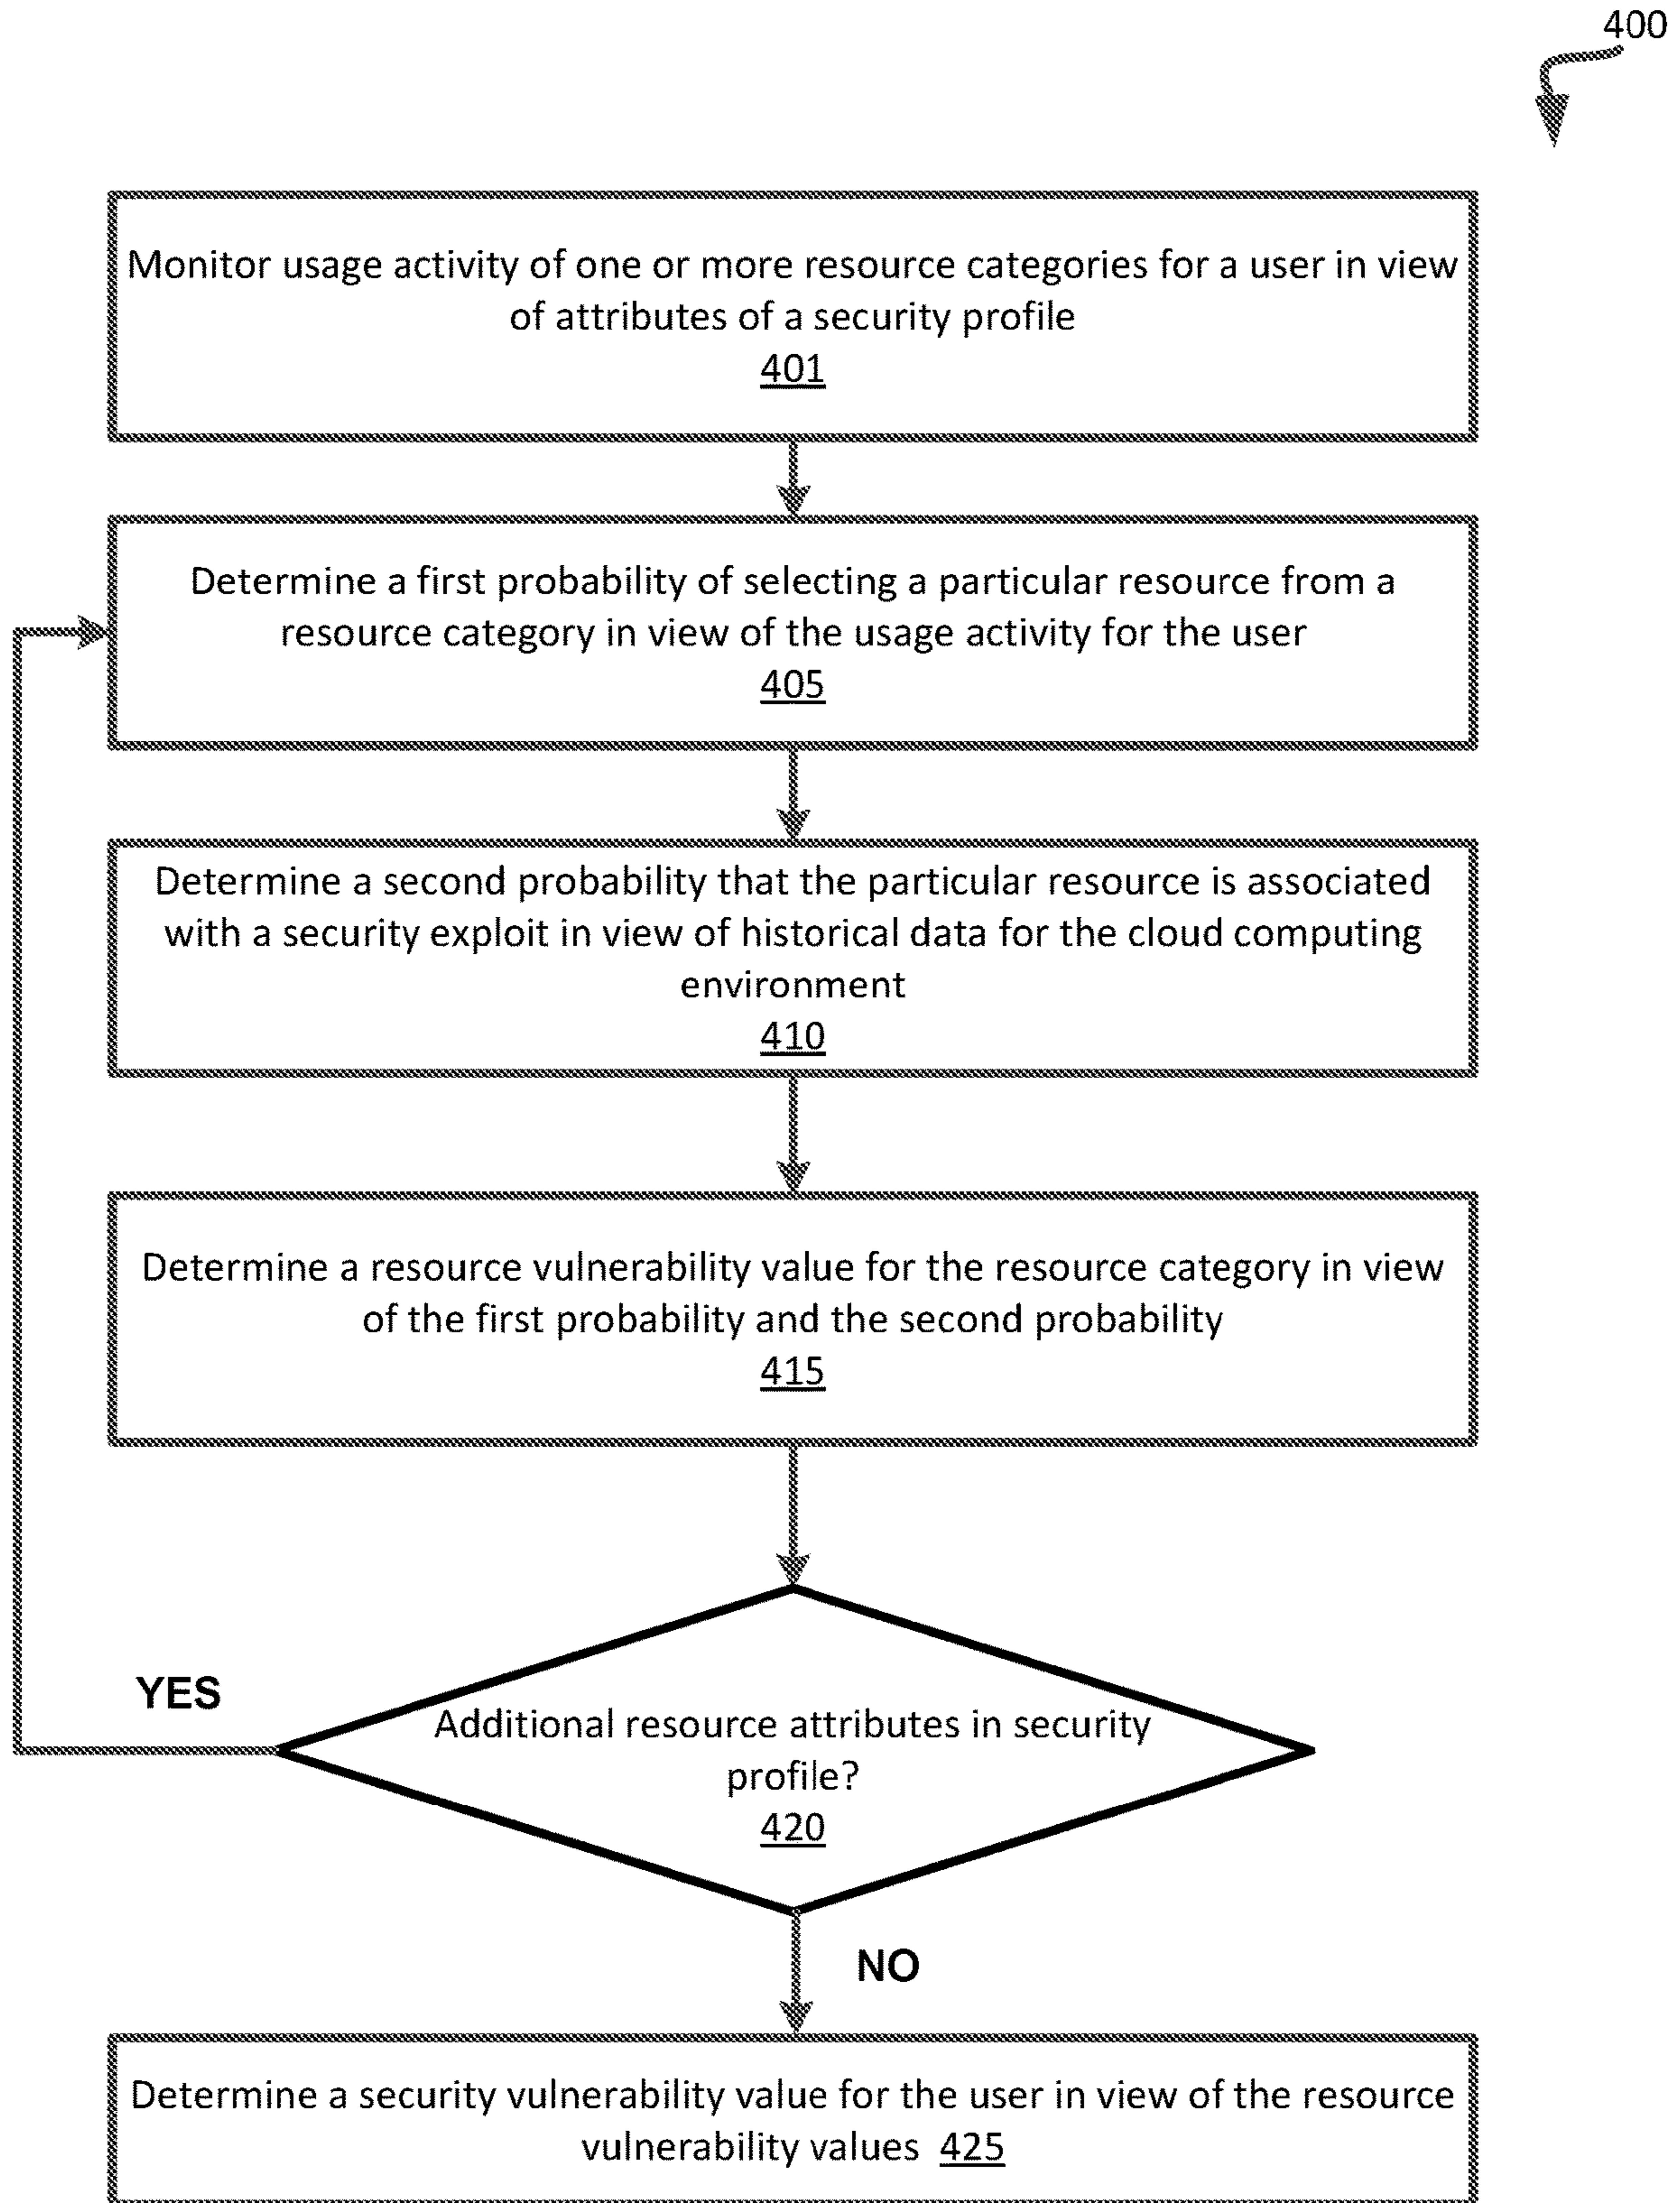 400
Monitor usage activity of one or more resource categories for a user in view
of attributes of a security profile
401
Determine a first probability of selecting a particular resource from a
resource category in view of the usage activity for the user
405
Determine a second probability that the particular resource is associated
with a security exploit in view of historical data for the cloud computing
environment
410
Determine a resource vulnerability value for the resource category in view
of the first probability and the second probability
415
YES
Additional resource attributes in security
profile?
420
NO
Determine a security vulnerability value for the user in view of the resource
vulnerability values 425